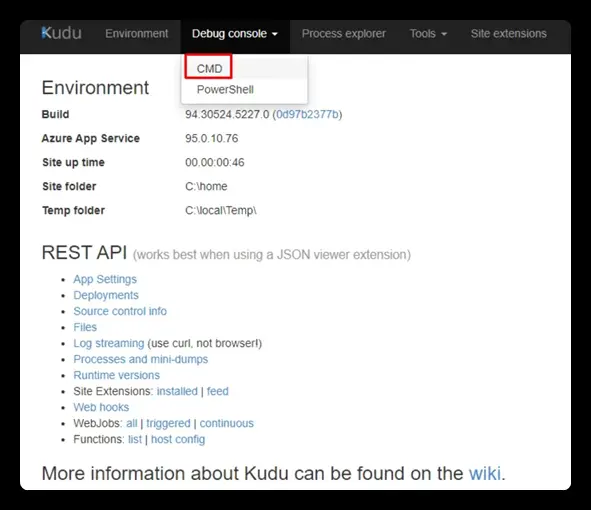 Kudu Environment Debug console Process explorer Tools Site extensions
CMD
PowerShell
Environment
Build 94.30524.5227.0 (0d97b2377b)
Azure App Service 95.0.10.76
Site up time 00.00:00:46
Site folder C:\home
Temp folder C:\local\Temp\
REST API (works best when using a JSON viewer extension)
App Settings
Deployments
Source control info
Files
Log streaming (use curl, not browser!)
Processes and mini-dumps
Runtime versions
Site Extensions: installed | feed
Web hooks
WebJobs: all | triggered | continuous
Functions: list | host config
More information about Kudu can be found on the wiki.